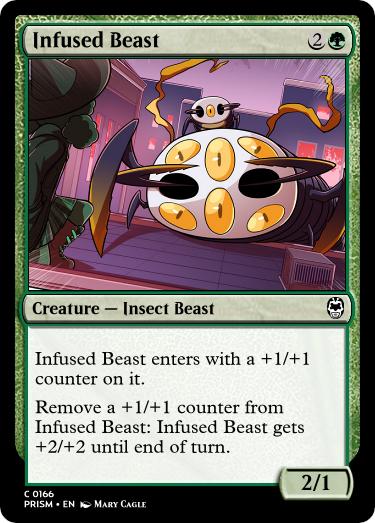 Infused Beast 2
Creature — Insect Beast
Infused Beast enters with a +1/+1
counter on it.
Remove a +1/+1 counter from
Infused Beast: Infused Beast gets
+2/+2 until end of turn.
2/1
C 0166
PRISM • EN Mary Cagle